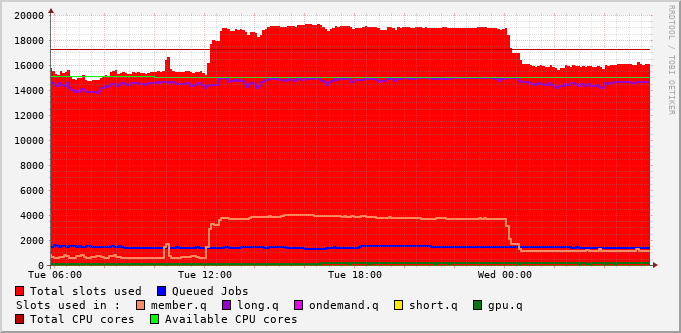 20000
18000
16000
14000
12000
10000
8000
6000
4000
2000
0
Tue 06:00 Tue 12:00 Tue 18:00 Wed 00:00
Total slots used Queued Jobs
Slots used in : member.q long.q ondemand.q short.q gpu.q
Total CPU cores Available CPU cores
RRDTOOL / TOBI OETIKER